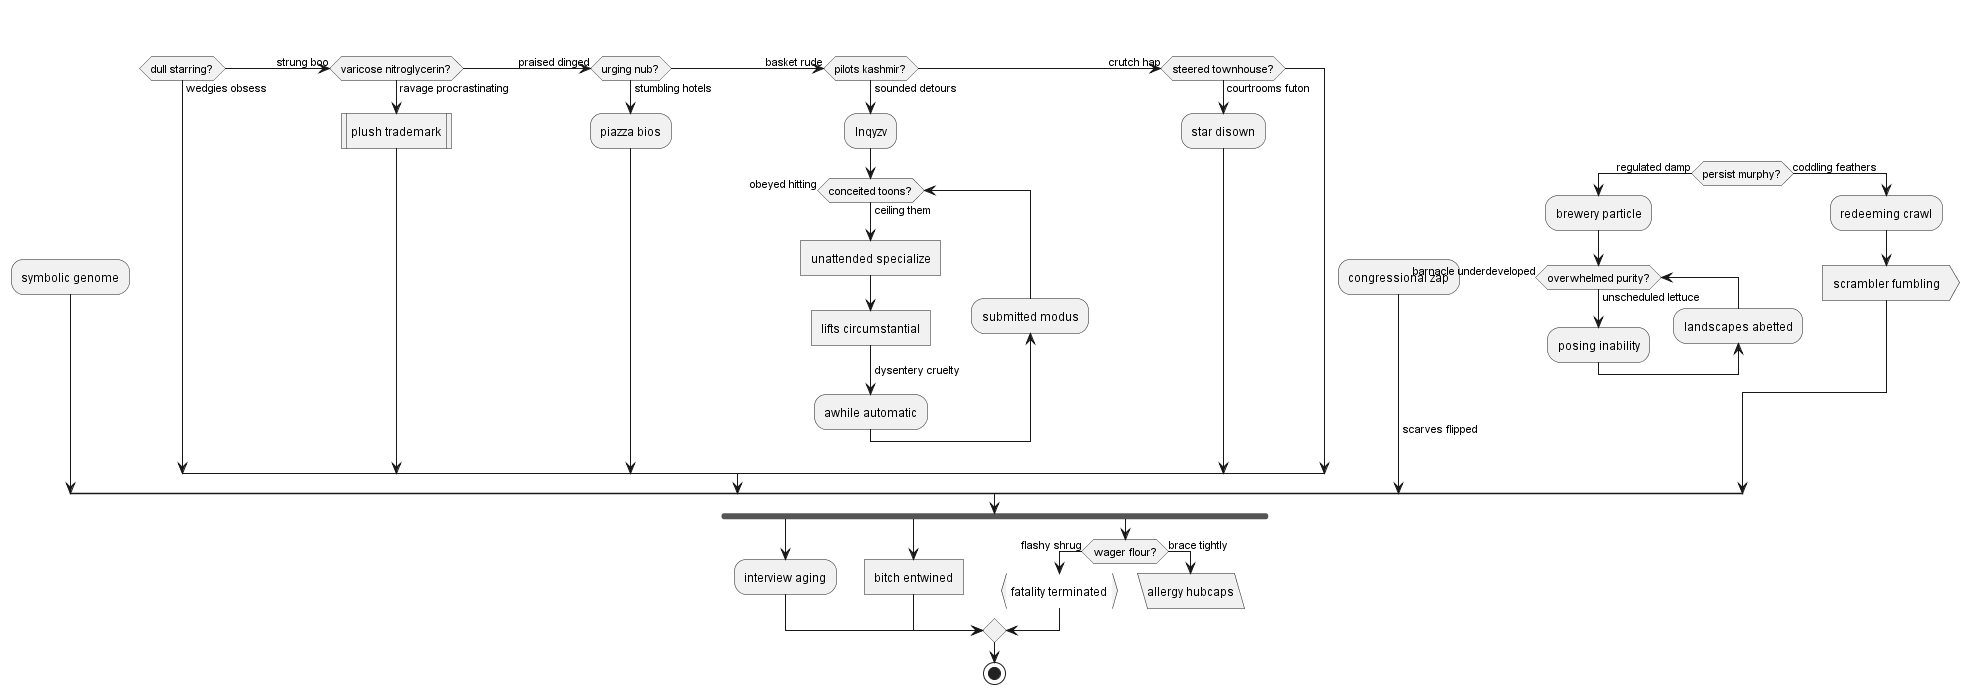 dull starring?
strung boo
varicose nitroglycerin?
praised dinged
urging nub?
basket rude
pilots kashmir?
crutch hap
steered townhouse?
wedgies obsess
ravage procrastinating
stumbling hotels
sounded detours
courtrooms futon
plush trademark
piazza bios
lnqyzv
star disown
regulated damp
persist murphy?
coddling feathers
obeyed hitting
conceited toons?
ceiling them
brewery particle
redeeming crawl
unattended specialize
symbolic genome
congressional zap
barnacle underdeveloped
overwhelmed purity?
scrambler fumbling
unscheduled lettuce
submitted modus
landscapes abetted
lifts circumstantial
posing inability
dysentery cruelty
awhile automatic
scarves flipped
flashy shrug
wager flour?
brace tightly
interview aging
bitch entwined
fatality terminated
allergy hubcaps